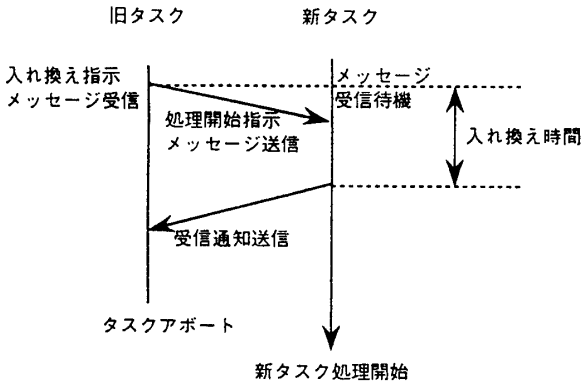 旧タスク
新タスク
入れ換え指示
メッセージ受信
メッセージ
受信待機
処理開始指示
メッセージ送信
入れ換え時間
受信通知送信
タスクアボート
新タスク処理開始